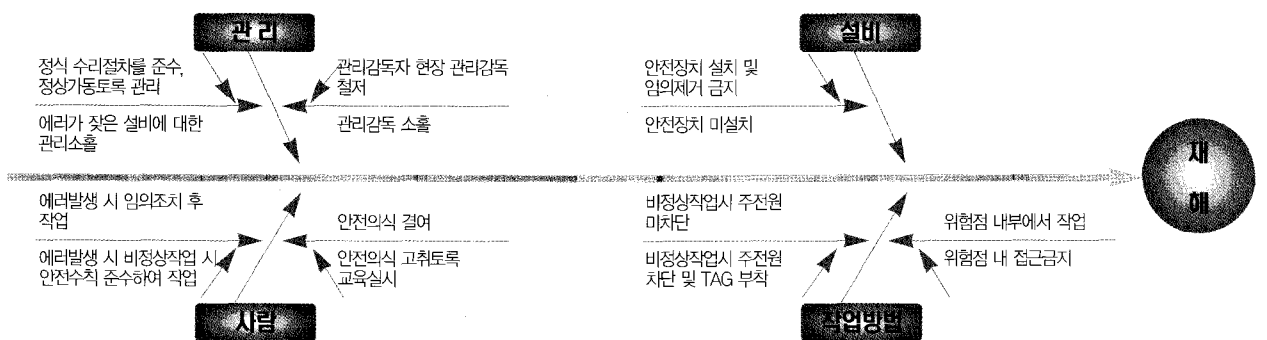 관리
정식 수리절차를 준수,
정상가동토록 관리
에러가 잦은 설비에 대한
관리소홀
관리감독자 현장 관리감독
철저
관리감독 소홀
설비
안전장치 설치 및
임의제거 금지
안전장치 미설치
재
해
에러발생 시 임의조치 후
작업
에러발생 시 비정상작업 시
안전수칙 준수하여 작업
안전의식 결여
안전의식 고취토록
교육실시
사람
비정상작업시 주전원
미차단
비정상작업시 주전원
차단 및 TAG 부착
위험점 내부에서 작업
위험점 내 접근금지
작업방법